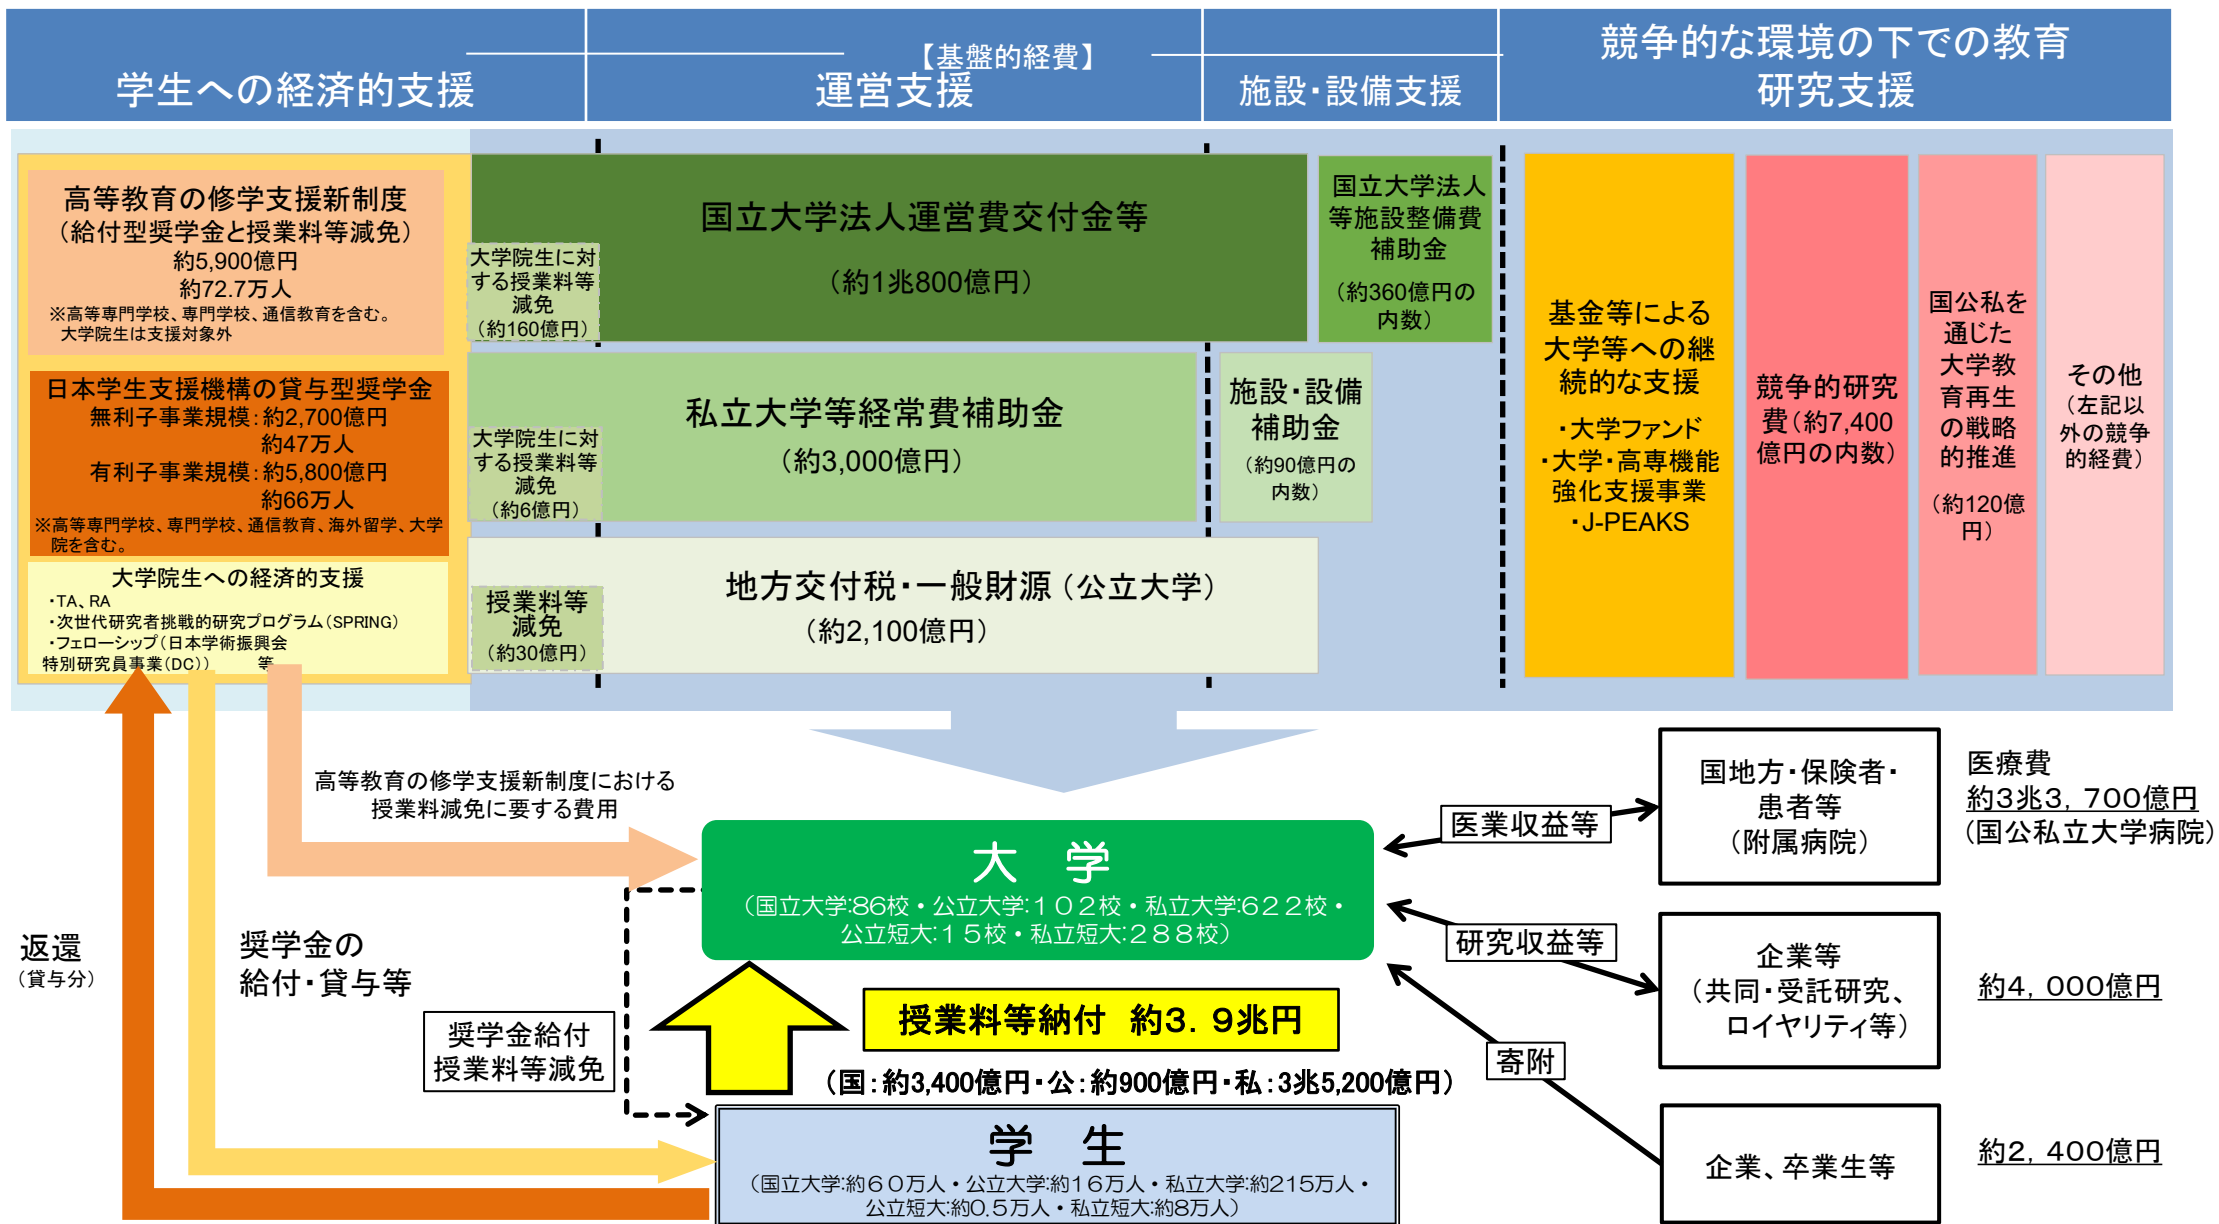 学生への経済的支援
【基盤的経費】
運営支援
施設・設備支援
競争的な環境の下での教育
研究支援
高等教育の修学支援新制度
（給付型奨学金と授業料等減免）
約5,900億円
約72.7万人
※高等専門学校、専門学校、通信教育を含む。
大学院生は支援対象外
日本学生支援機構の貸与型奨学金
無利子事業規模：約2,700億円
約47万人
有利子事業規模：約5,800億円
約66万人
※高等専門学校、専門学校、通信教育、海外留学、大学
院を含む。
大学院生への経済的支援
・TA、RA
・次世代研究者挑戦的研究プログラム（SPRING）
・フェローシップ（日本学術振興会
特別研究員事業（DC）） 等
国立大学法人運営費交付金等
（約1兆800億円）
大学院生に対
する授業料等
減免
（約160億円）
私立大学等経常費補助金
（約3,000億円）
大学院生に対
する授業料等
減免
（約6億円）
地方交付税・一般財源（公立大学）
（約2,100億円）
授業料等
減免
（約30億円）
国立大学法人
等施設整備費
補助金
（約360億円の
内数）
施設・設備
補助金
（約90億円の
内数）
基金等による
大学等への継
続的な支援
・大学ファンド
・大学・高専機能
強化支援事業
・J-PEAKS
競争的研究
費（約7,400
億円の内数）
国公私を
通じた
大学教
育再生
の戦略
的推進
（約120億
円）
その他
（左記以
外の競争
的経費）
高等教育の修学支援新制度における
授業料減免に要する費用
大　学
（国立大学:86校・公立大学:１０２校・私立大学:６２２校・
公立短大:１５校・私立短大:２８８校）
医業収益等
国地方・保険者・
患者等
（附属病院）
医療費
約３兆３，７００億円
（国公私立大学病院）
研究収益等
企業等
（共同・受託研究、
ロイヤリティ等）
約４，０００億円
寄附
企業、卒業生等
約２，４００億円
返還
（貸与分）
奨学金の
給付・貸与等
奨学金給付
授業料等減免
授業料等納付　約３．９兆円
（国：約3,400億円・公：約900億円・私：3兆5,200億円）
学　生
（国立大学:約６０万人・公立大学:約16万人・私立大学:約215万人・
公立短大:約0.5万人・私立短大:約8万人）